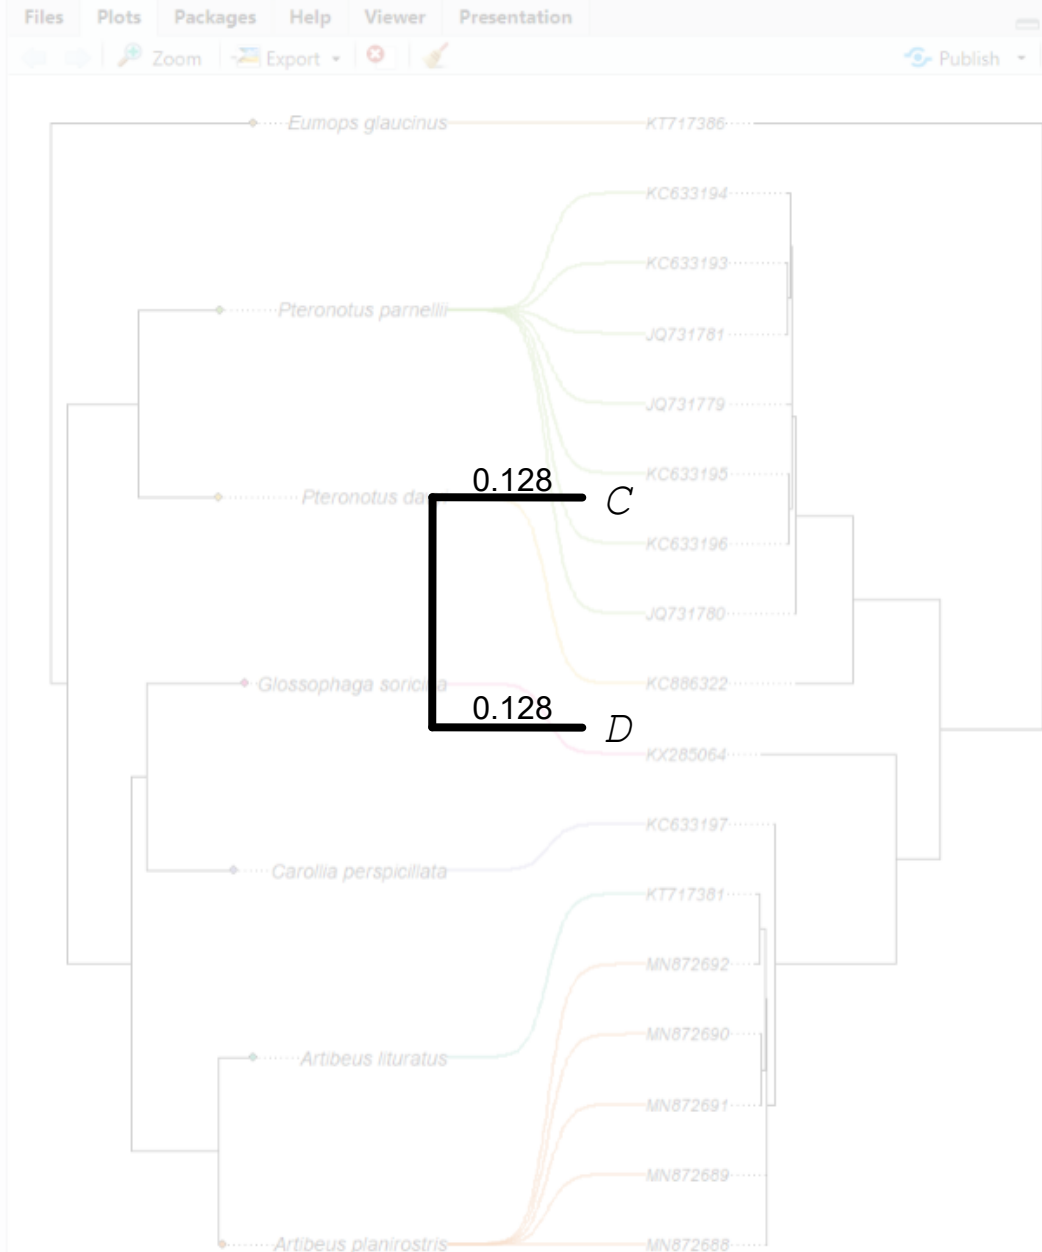 Files Plots Packages Help Viewer Presentation
Zoom Export Publish
Eumops glaucinus KT717386
KC633194
KC633193
Pteronotus parnellii
JQ731781
JQ731779
KC633195
0.128
C
Pteronotus da
KC633196
JQ731780
Glossophaga soricina KC886322
0.128
D
KX285064
KC633197
Carollia perspicillata
KT717381
MN872692
MN872690
Artibeus lituratus
MN872691
MN872689
Artibeus planirostris MN872688